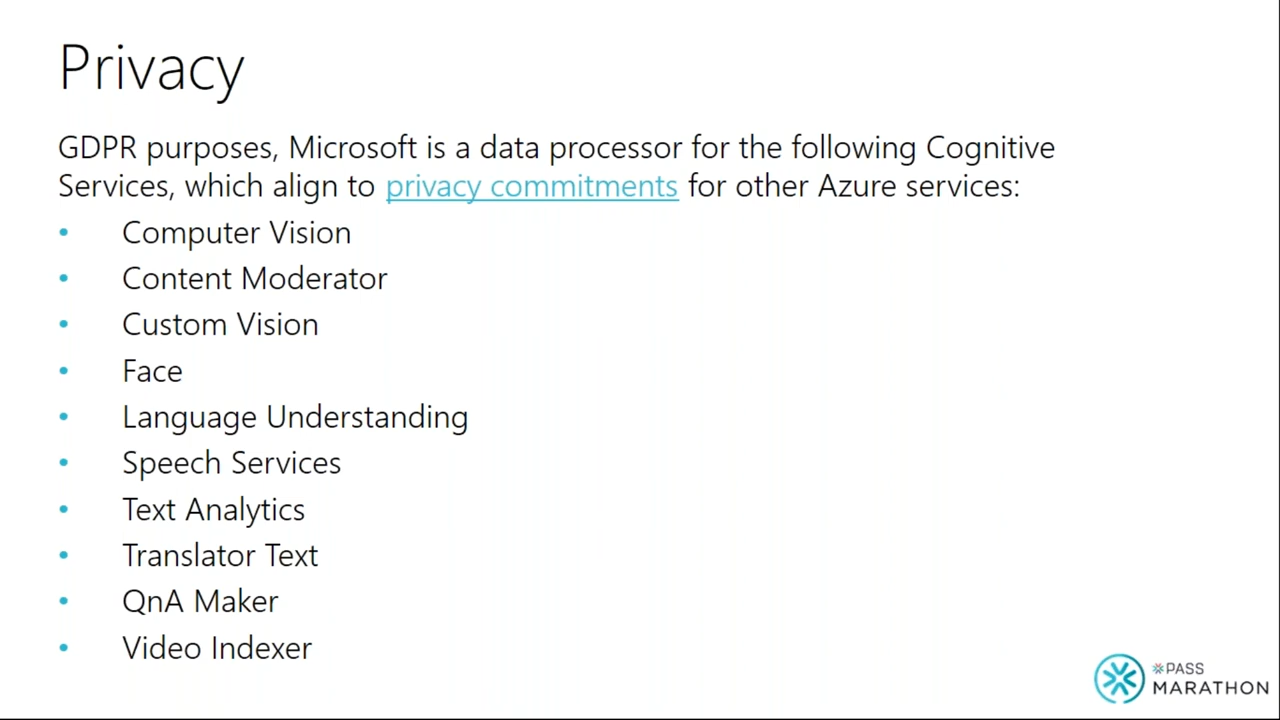 Privacy
GDPR purposes, Microsoft is a data processor for the following Cognitive
Services, which align to privacy commitments for other Azure services:
• Computer Vision
• Content Moderator
• Custom Vision
• Face
• Language Understanding
• Speech Services
• Text Analytics
• Translator Text
• QnA Maker
• Video Indexer
PASS
MARATHON